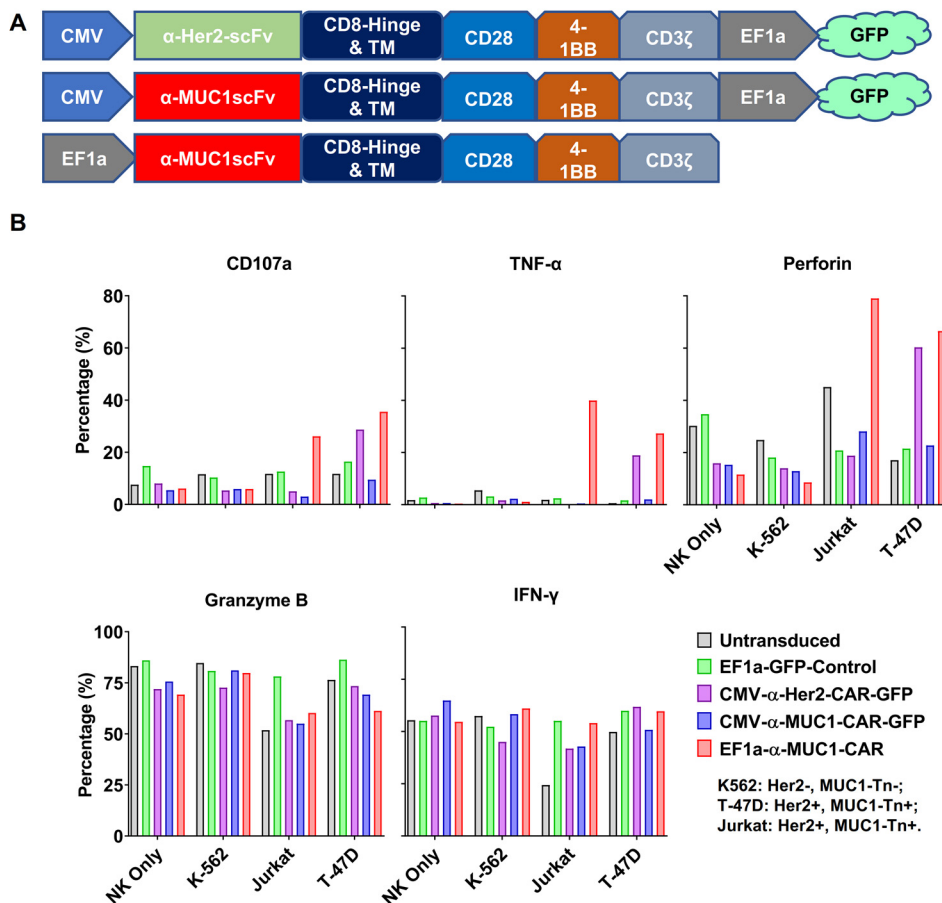 A
CMV
α-Her2-scFv
CD8-Hinge
& TM
CD28
4-
1BB
CD3ζ
EF1a
GFP
CMV
α-MUC1scFv
CD8-Hinge
& TM
CD28
4-
1BB
CD3ζ
EF1a
GFP
EF1a
α-MUC1scFv
CD8-Hinge
& TM
CD28
4-
1BB
CD3ζ
B
CD107a
TNF-α
Perforin
Percentage (%)
80
60
40
20
0
NK Only
K-562
Jurkat
T-47D
Granzyme B
IFN-γ
Percentage (%)
100
75
50
25
0
NK Only
K-562
Jurkat
T-47D
NK Only
K-562
Jurkat
T-47D
Untransduced
EF1a-GFP-Control
CMV-α-Her2-CAR-GFP
CMV-α-MUC1-CAR-GFP
EF1a-α-MUC1-CAR
K562: Her2-, MUC1-Tn-;
T-47D: Her2+, MUC1-Tn+;
Jurkat: Her2+, MUC1-Tn+.